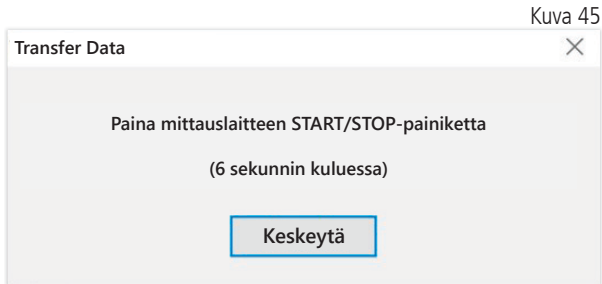 Kuva 45
Transfer Data
Paina mittauslaitteen START/STOP-painiketta
(6 sekunnin kuluessa)
Keskeytä